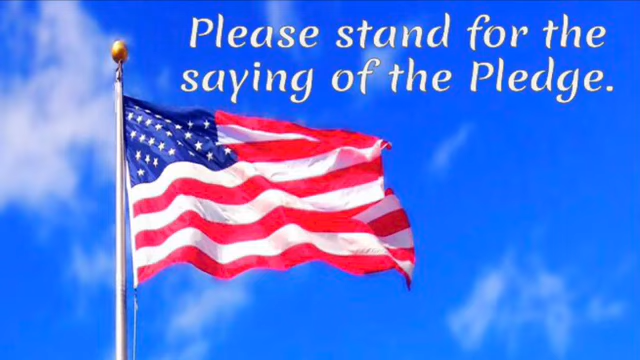 Please stand for the
saying of the Pledge.